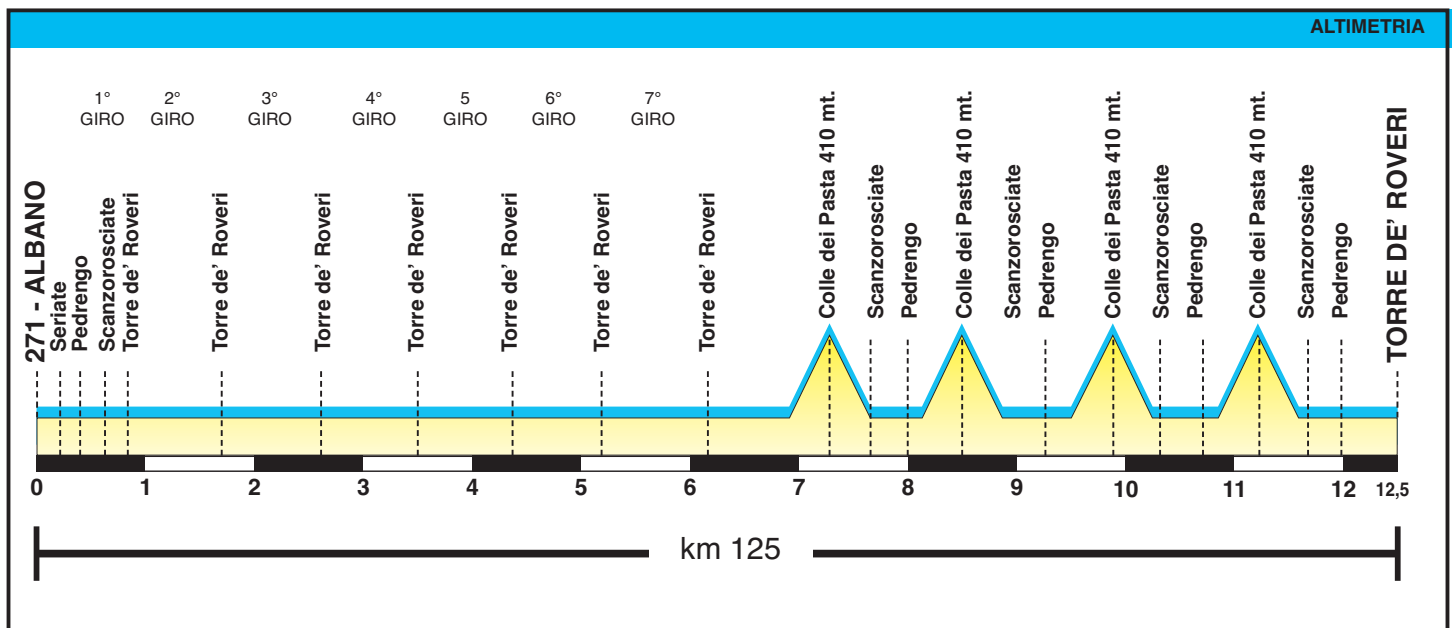 ALTIMETRIA
1°
GIRO
2°
GIRO
3°
GIRO
4°
GIRO
5
GIRO
6°
GIRO
7°
GIRO
271 - ALBANO
Seriate
Pedrengo
Scanzorosciate
Torre de' Roveri
Torre de' Roveri
Torre de' Roveri
Torre de' Roveri
Torre de' Roveri
Torre de' Roveri
Torre de' Roveri
Colle dei Pasta 410 mt.
Scanzorosciate
Pedrengo
Colle dei Pasta 410 mt.
Scanzorosciate
Pedrengo
Colle dei Pasta 410 mt.
Scanzorosciate
Pedrengo
Colle dei Pasta 410 mt.
Scanzorosciate
Pedrengo
TORRE DE' ROVERI
0 1 2 3 4 5 6 7 8 9 10 11 12 12,5
km 125